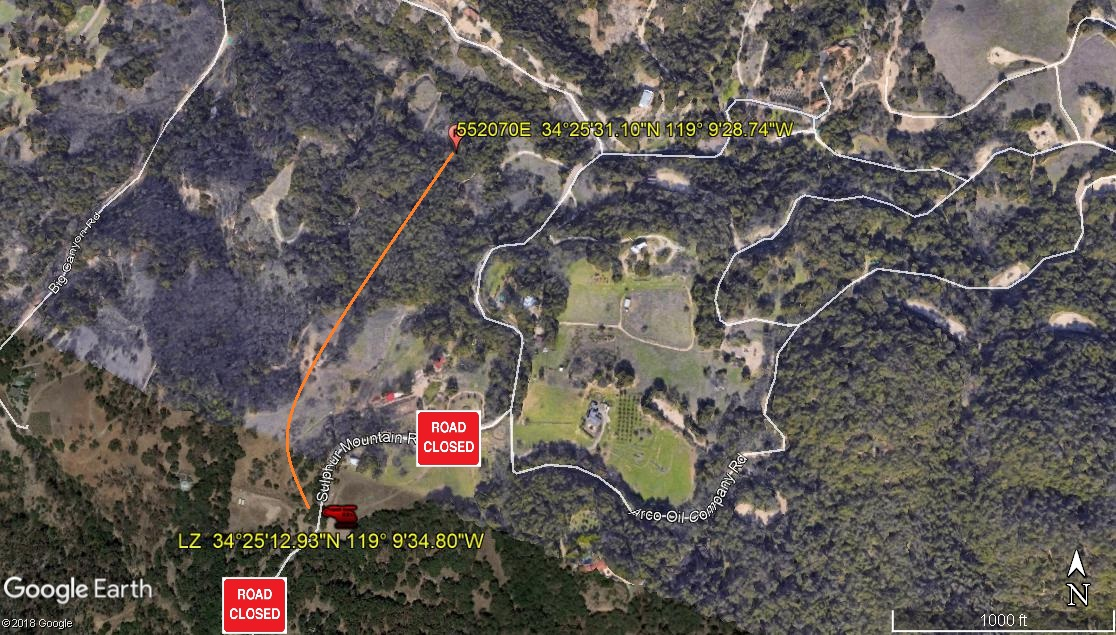 552070E  34°25'31.10"N 119° 9'28.74"W
Big Canyon Rd
ROAD
CLOSED
Sulphur Mountain R
Arco Oil Company Rd
LZ  34°25'12.93"N 119° 9'34.80"W
ROAD
CLOSED
Google Earth
©2018 Google
N
1000 ft